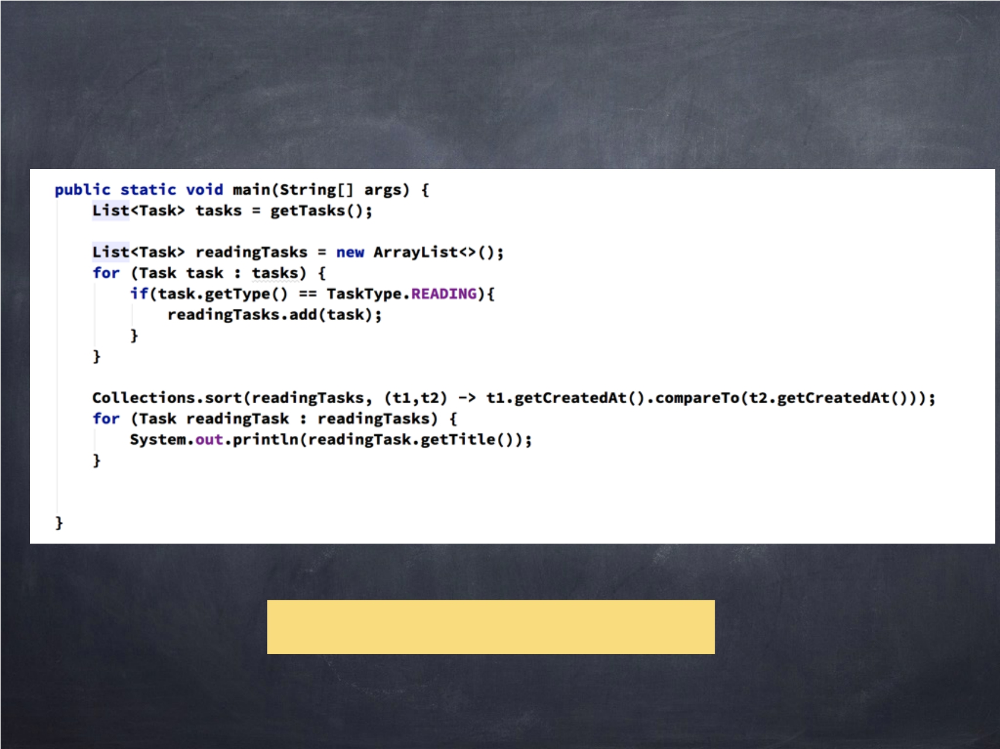 public static void main(String[] args) {
List<Task> tasks = getTasks();
List<Task> readingTasks = new ArrayList<>();
for (Task task : tasks) {
if(task.getType() == TaskType.READING){
readingTasks.add(task);
}
}
Collections.sort(readingTasks, (t1,t2) -> t1.getCreatedAt().compareTo(t2.getCreatedAt()));
for (Task readingTask : readingTasks) {
System.out.println(readingTask.getTitle());
}
}